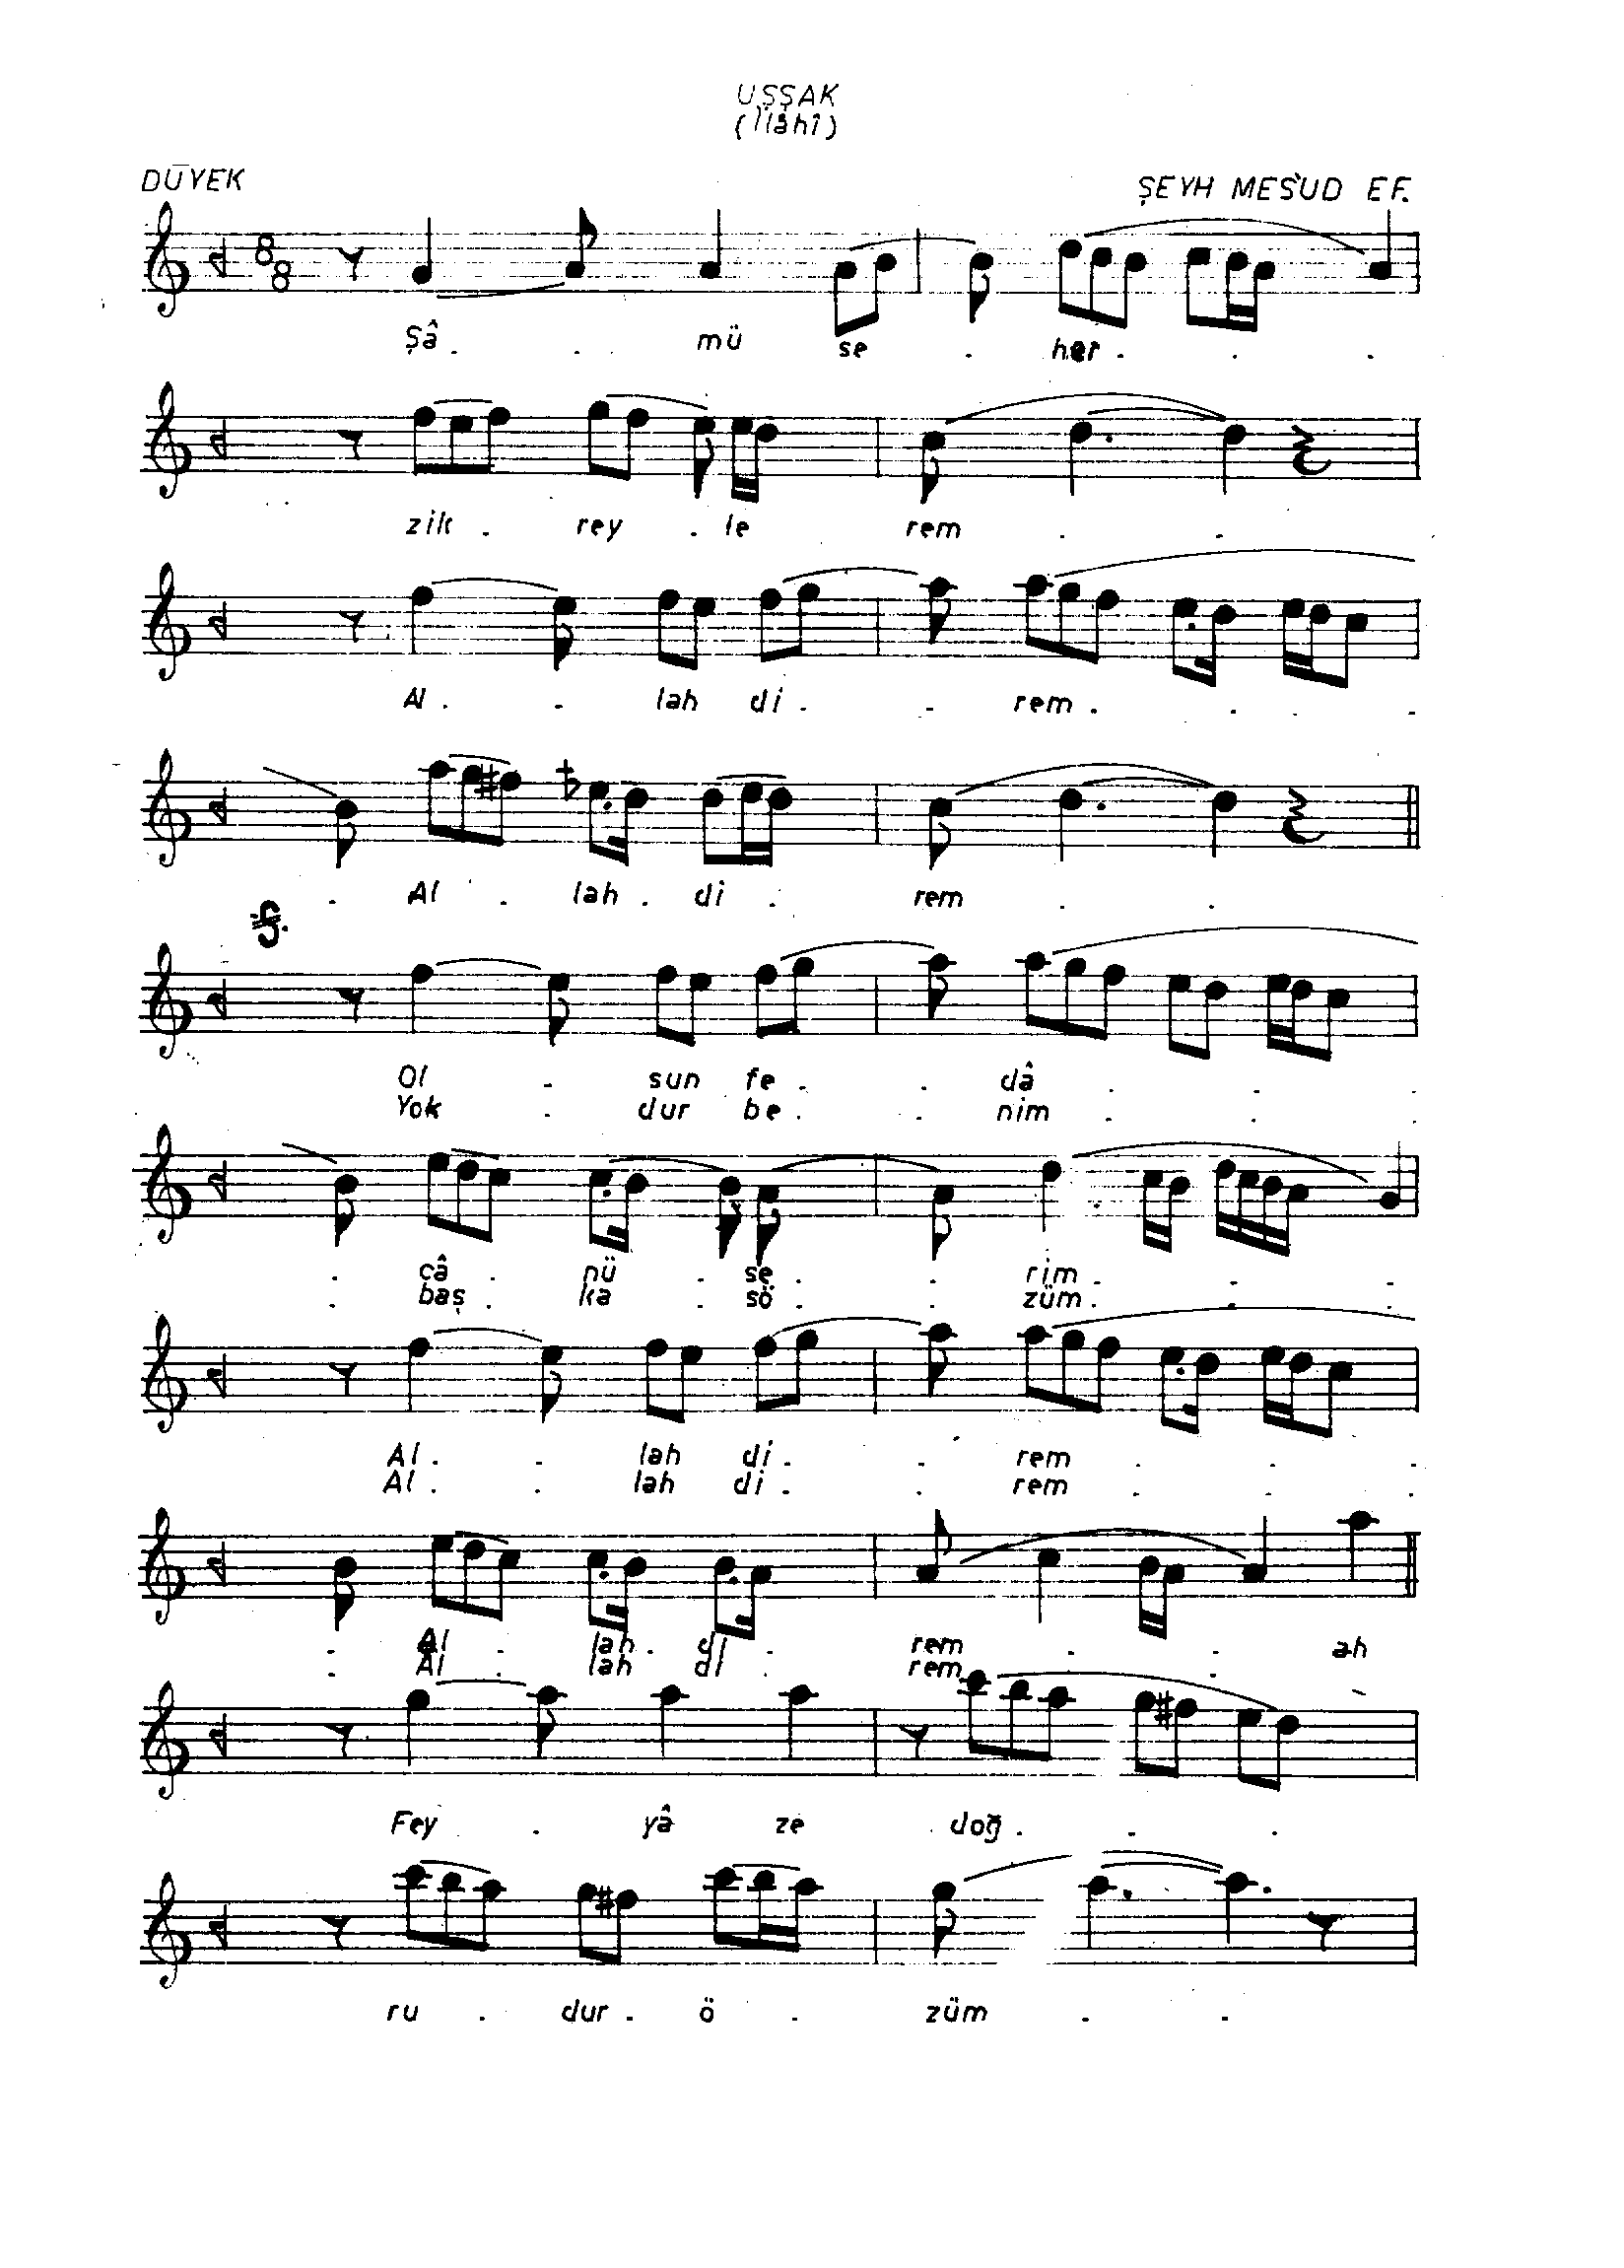 UŞŞAK
(İlâhî)
DÜYEK
ŞEYH MES'UD EF.
8
8
Şâ . . mü se . her . . .
zik . rey . le rem . .
Al . . lah di . . rem . . . .
. Al . lah . di . rem . .
Ol . sun fe . . dâ . . .
Yok . dur be . . nim . . .
. câ . nü . se . . rim . . .
. baş . ka . sö . . züm . . .
Al . . lah di . . rem . . .
Al . . lah di . . rem . . .
. Al . lah . di . rem . . ah
. Al . lah di . rem .
Fey . yâ ze doğ . . .
ru . dur . ö . züm . .